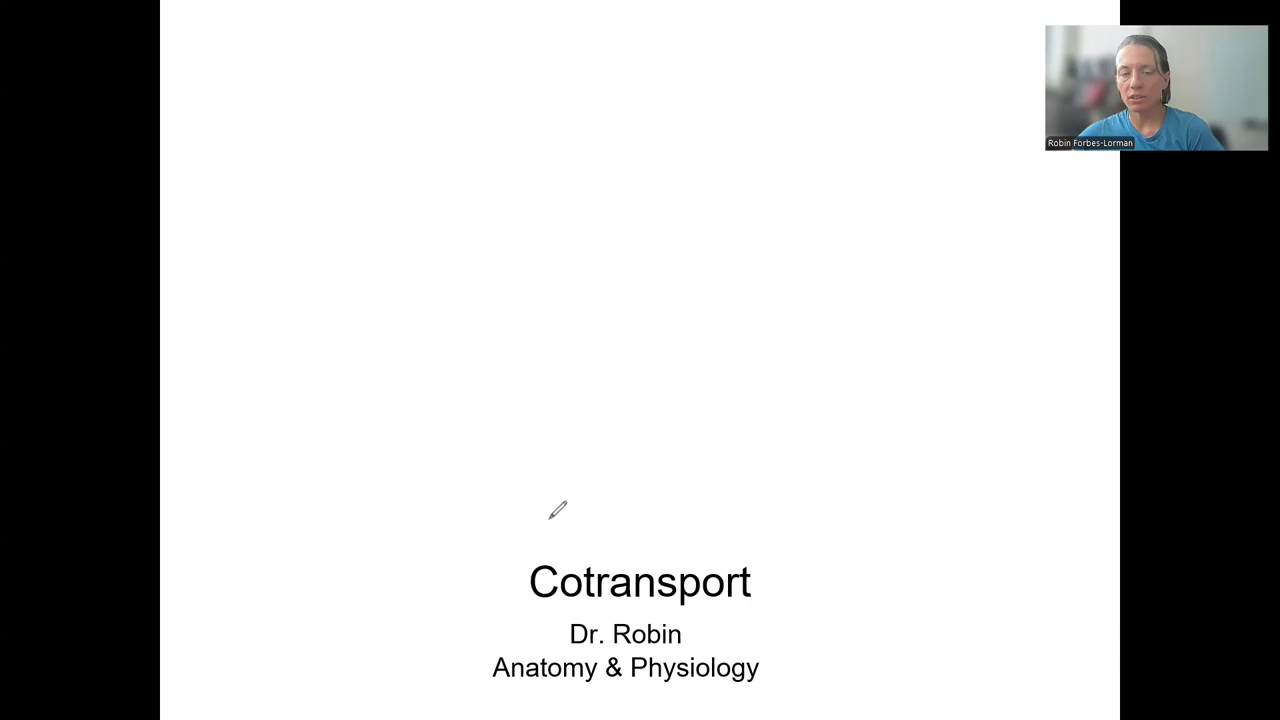 Robin Forbes-Lorman
Cotransport
Dr. Robin
Anatomy & Physiology